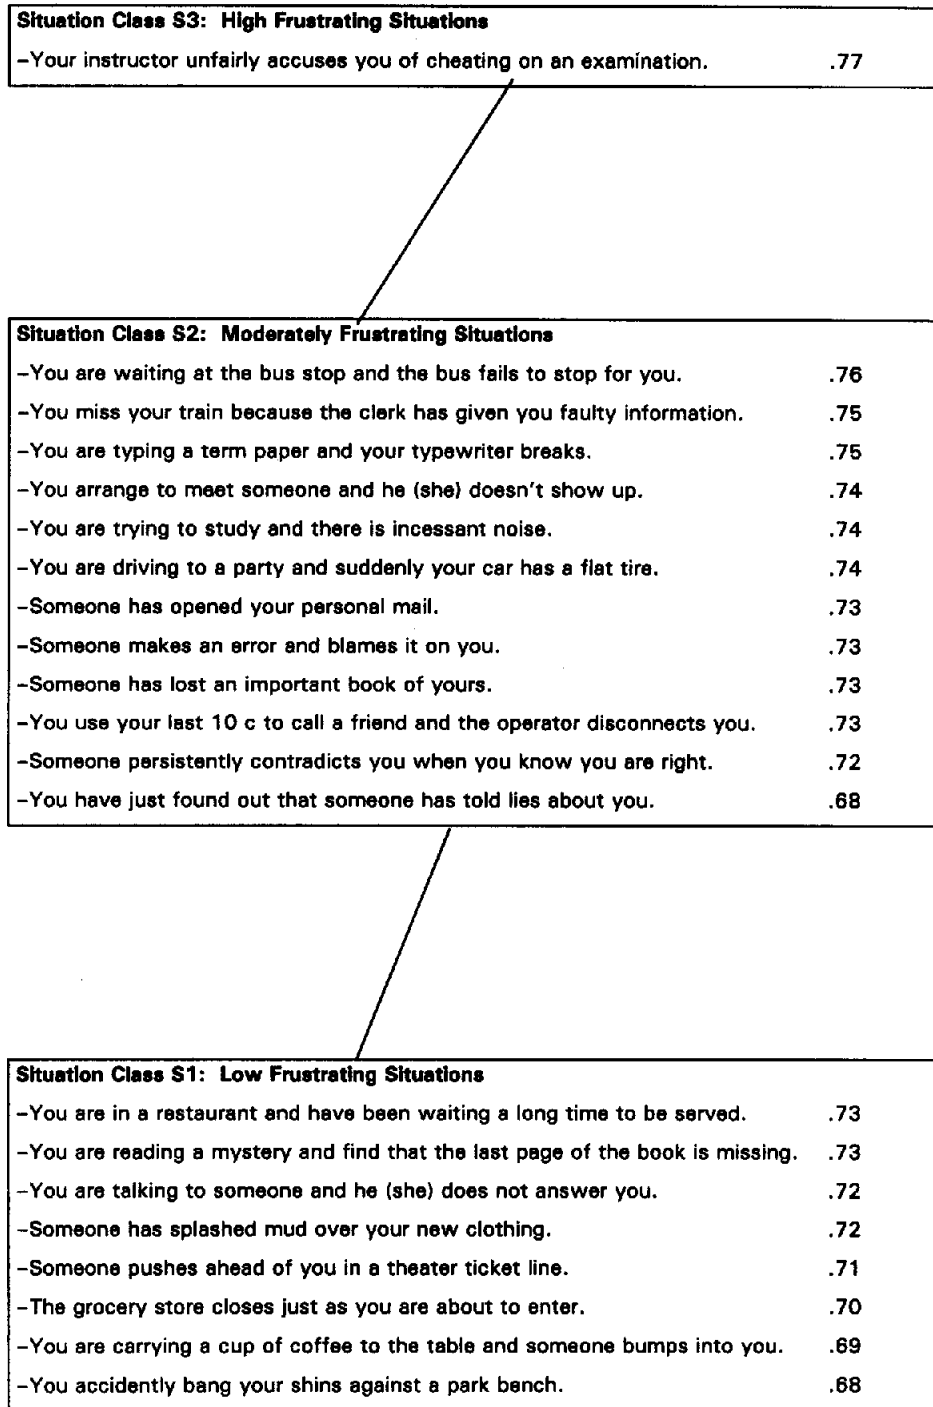 Situation Class S3: High Frustrating Situations
–Your instructor unfairly accuses you of cheating on an examination. .77
Situation Class S2: Moderately Frustrating Situations
–You are waiting at the bus stop and the bus fails to stop for you. .76
–You miss your train because the clerk has given you faulty information. .75
–You are typing a term paper and your typewriter breaks. .75
–You arrange to meet someone and he (she) doesn't show up. .74
–You are trying to study and there is incessant noise. .74
–You are driving to a party and suddenly your car has a flat tire. .74
–Someone has opened your personal mail. .73
–Someone makes an error and blames it on you. .73
–Someone has lost an important book of yours. .73
–You use your last 10 c to call a friend and the operator disconnects you. .73
–Someone persistently contradicts you when you know you are right. .72
–You have just found out that someone has told lies about you. .68
Situation Class S1: Low Frustrating Situations
–You are in a restaurant and have been waiting a long time to be served. .73
–You are reading a mystery and find that the last page of the book is missing. .73
–You are talking to someone and he (she) does not answer you. .72
–Someone has splashed mud over your new clothing. .72
–Someone pushes ahead of you in a theater ticket line. .71
–The grocery store closes just as you are about to enter. .70
–You are carrying a cup of coffee to the table and someone bumps into you. .69
–You accidently bang your shins against a park bench. .68